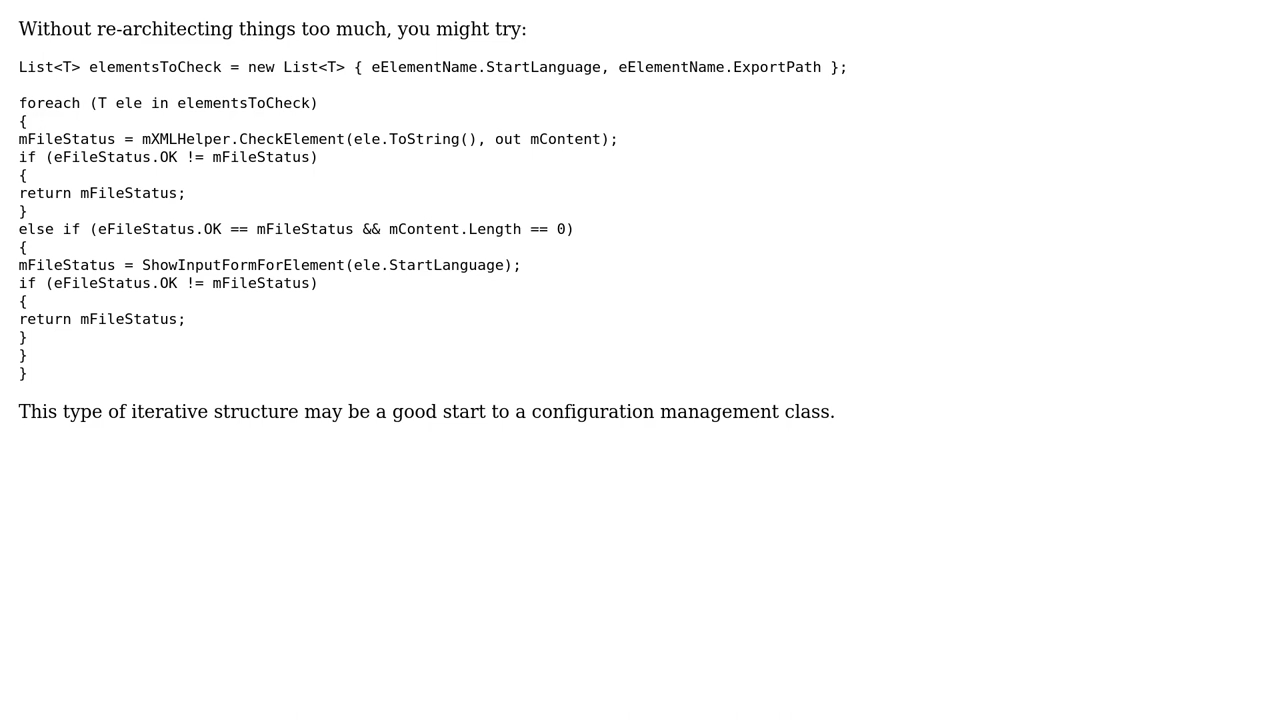 Without re-architecting things too much, you might try:
List<T> elementsToCheck = new List<T> { eElementName.StartLanguage, eElementName.ExportPath };
foreach (T ele in elementsToCheck)
{
mFileStatus = mXMLHelper.CheckElement(ele.ToString(), out mContent);
if (eFileStatus.OK != mFileStatus)
{
return mFileStatus;
}
else if (eFileStatus.OK == mFileStatus && mContent.Length == 0)
{
mFileStatus = ShowInputFormForElement(ele.StartLanguage);
if (eFileStatus.OK != mFileStatus)
{
return mFileStatus;
}
}
}
This type of iterative structure may be a good start to a configuration management class.